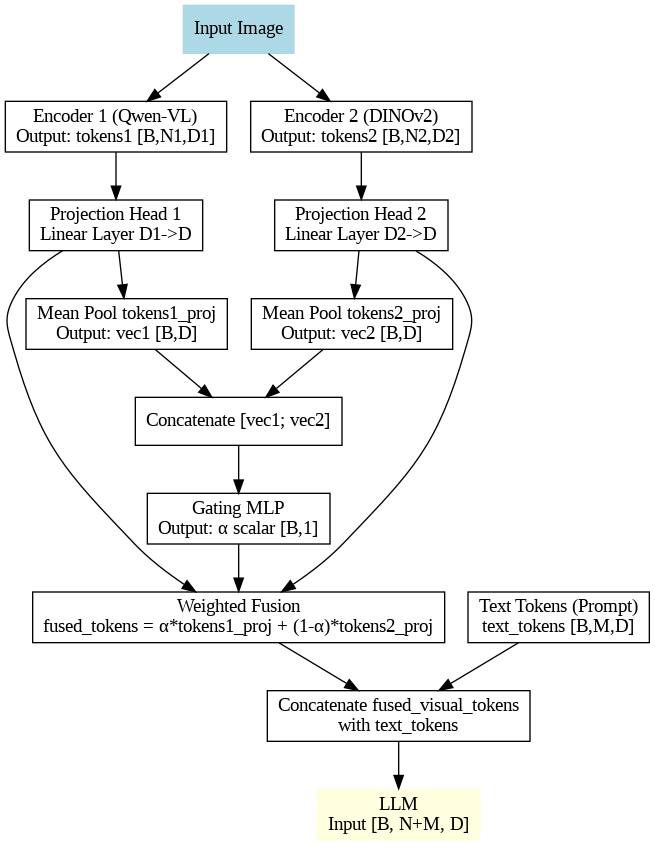 Input Image
Encoder 1 (Qwen-VL)
Output: tokens1 [B,N1,D1]
Encoder 2 (DINOv2)
Output: tokens2 [B,N2,D2]
Projection Head 1
Linear Layer D1->D
Projection Head 2
Linear Layer D2->D
Mean Pool tokens1_proj
Output: vec1 [B,D]
Mean Pool tokens2_proj
Output: vec2 [B,D]
Concatenate [vec1; vec2]
Gating MLP
Output: α scalar [B,1]
Weighted Fusion
fused_tokens = α*tokens1_proj + (1-α)*tokens2_proj
Text Tokens (Prompt)
text_tokens [B,M,D]
Concatenate fused_visual_tokens
with text_tokens
LLM
Input [B, N+M, D]